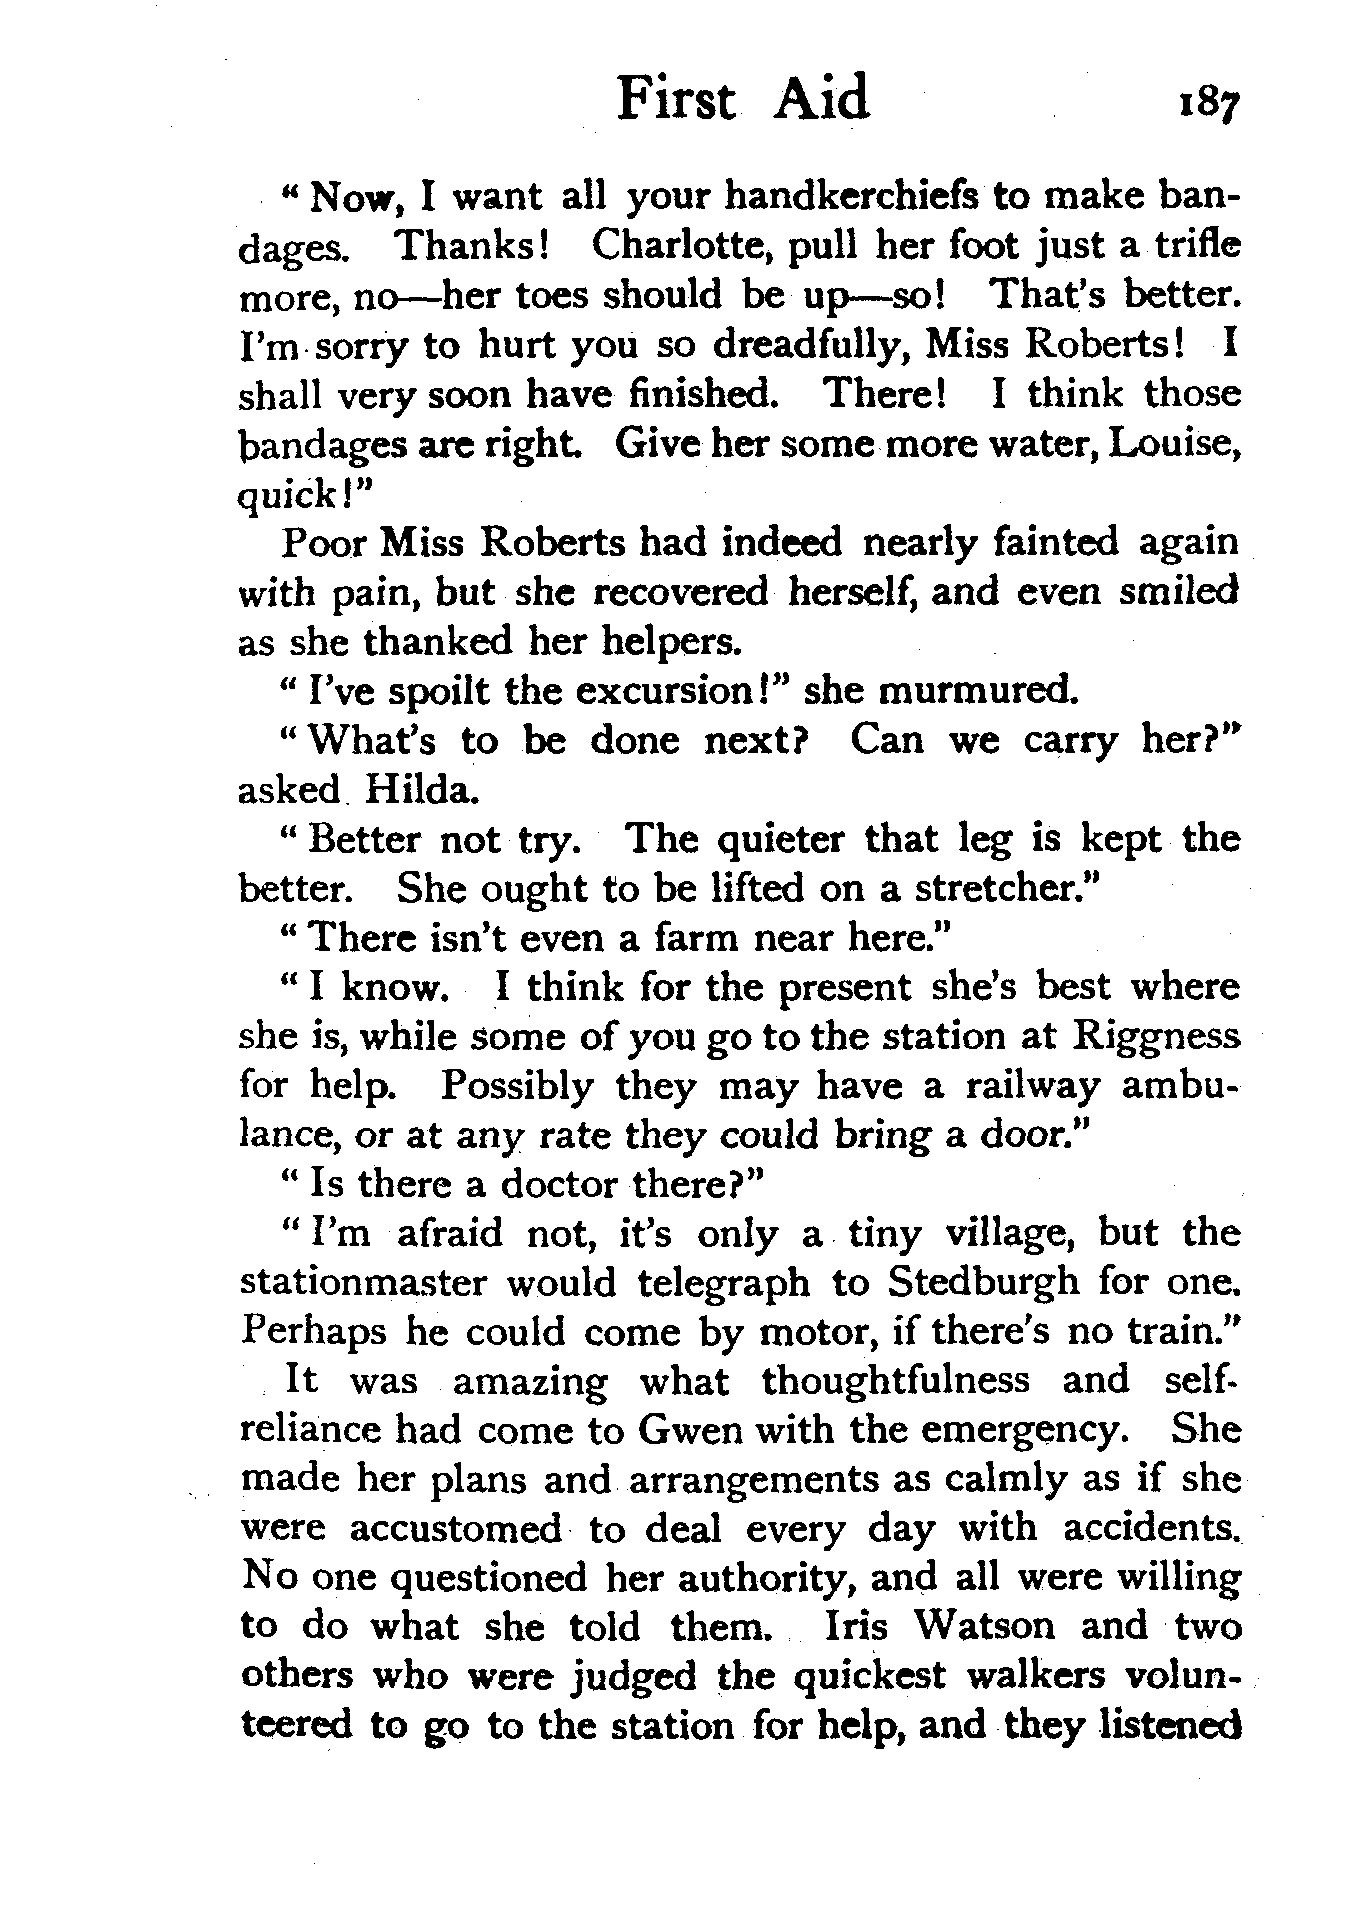 First Aid 187
“Now, I want all your handkerchiefs to make ban-
dages. Thanks! Charlotte, pull her foot just a trifle
more, no—her toes should be up—so! That’s better.
I’m sorry to hurt you so dreadfully, Miss Roberts! I
shall very soon have finished. There! I think those
bandages are right. Give her some more water, Louise,
quick!”
Poor Miss Roberts had indeed nearly fainted again
with pain, but she recovered herself, and even smiled
as she thanked her helpers.
“I’ve spoilt the excursion!” she murmured.
“What’s to be done next? Can we carry her?”
asked Hilda.
“Better not try. The quieter that leg is kept the
better. She ought to be lifted on a stretcher.”
“There isn’t even a farm near here.”
“I know. I think for the present she’s best where
she is, while some of you go to the station at Riggness
for help. Possibly they may have a railway ambu-
lance, or at any rate they could bring a door.”
“Is there a doctor there?”
“I’m afraid not, it’s only a tiny village, but the
stationmaster would telegraph to Stedburgh for one.
Perhaps he could come by motor, if there’s no train.”
It was amazing what thoughtfulness and self-
reliance had come to Gwen with the emergency. She
made her plans and arrangements as calmly as if she
were accustomed to deal every day with accidents.
No one questioned her authority, and all were willing
to do what she told them. Iris Watson and two
others who were judged the quickest walkers volun-
teered to go to the station for help, and they listened